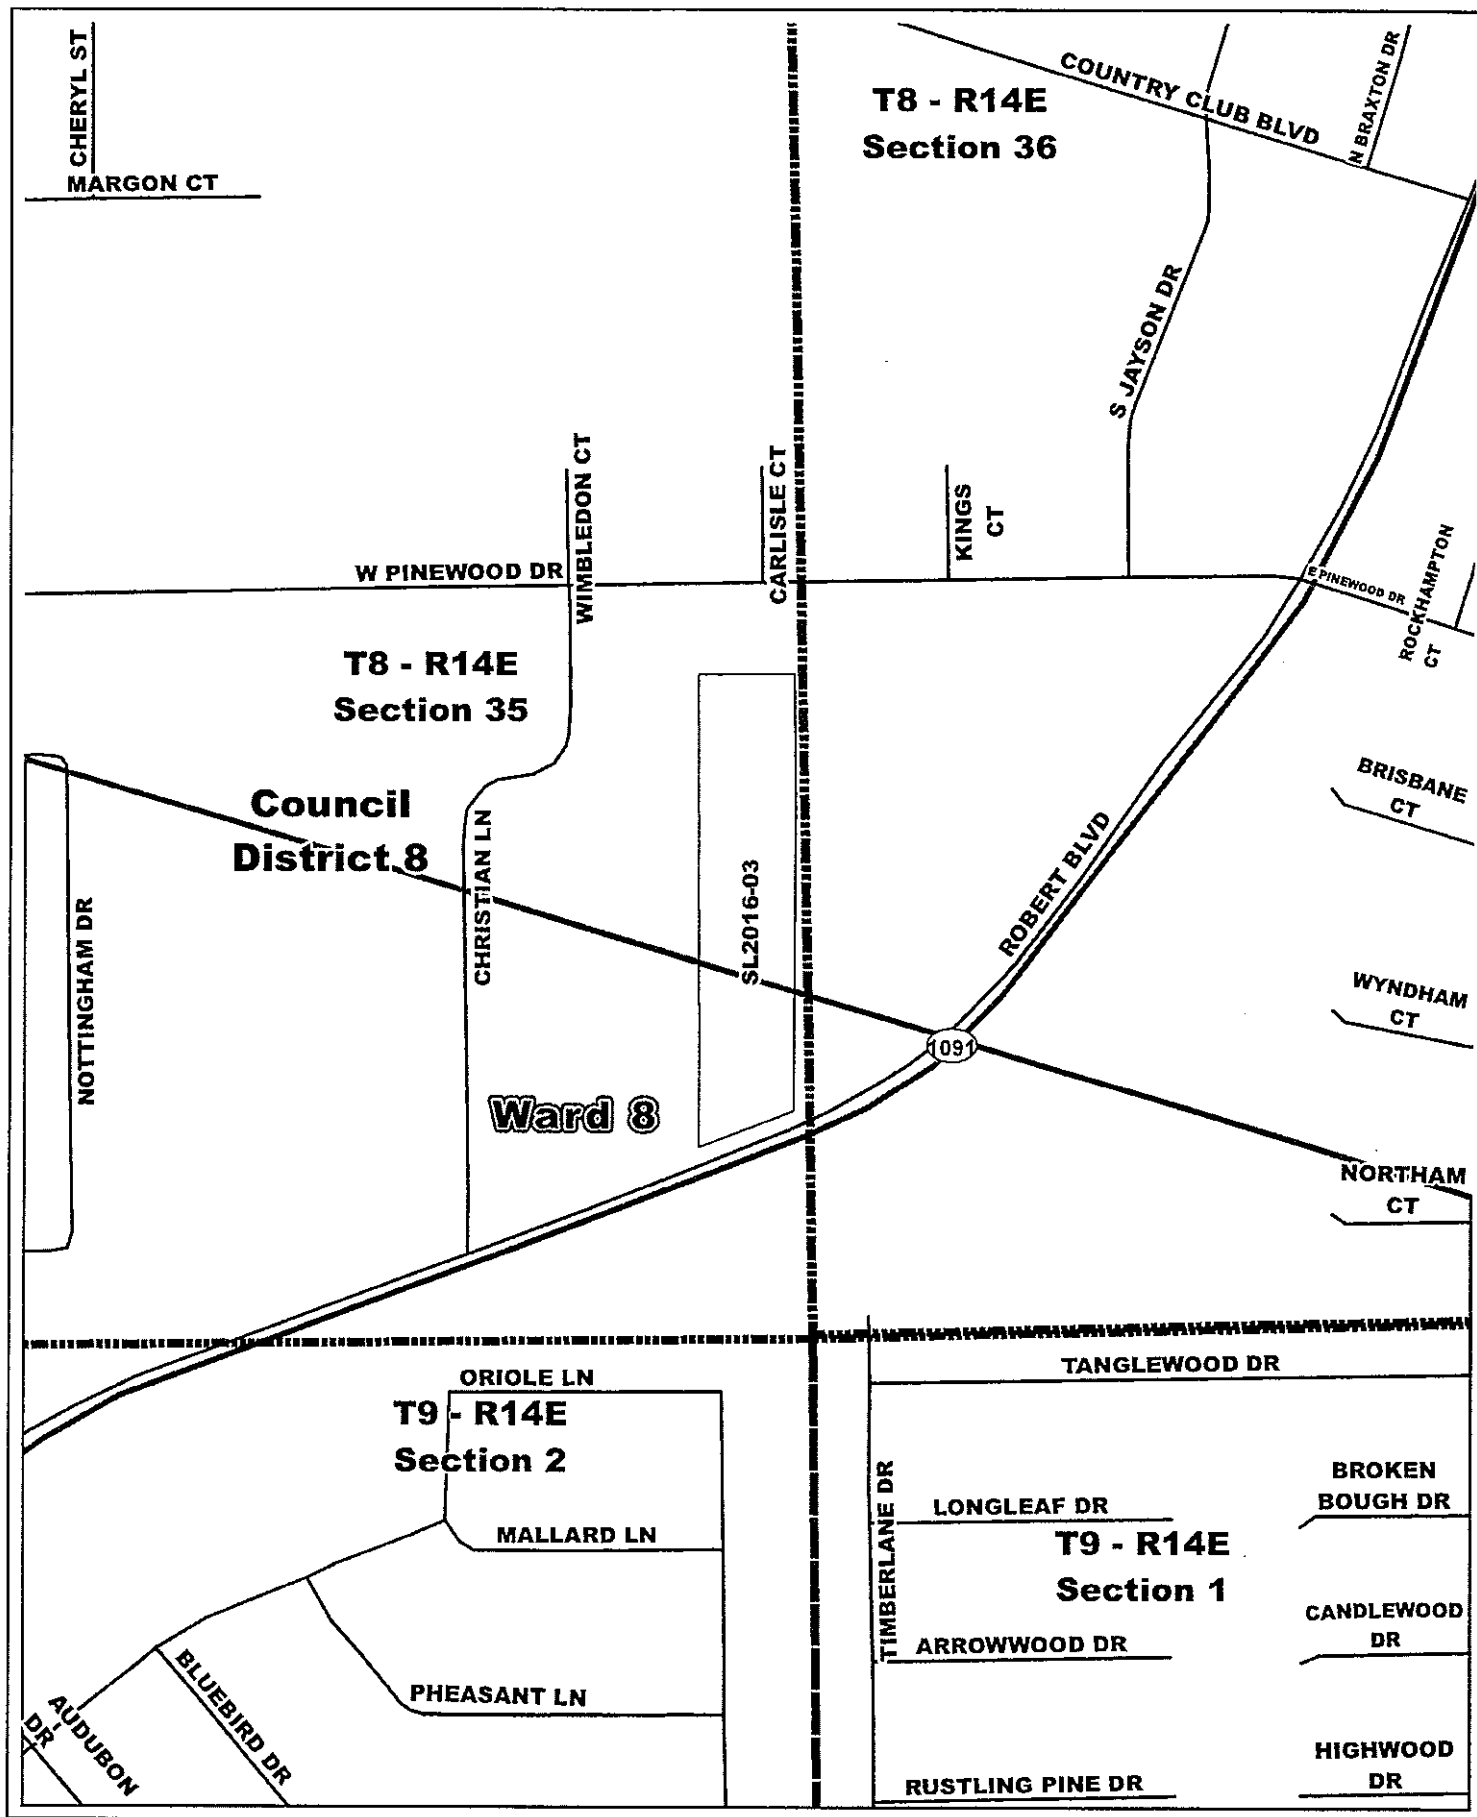 CHERYL ST
MARGON CT
T8 - R14E
Section 36
COUNTRY CLUB BLVD
N BRAXTON DR
S JAYSON DR
WIMBLEDON CT
CARLISLE CT
KINGS
CT
W PINEWOOD DR
E PINEWOOD DR
ROCKHAMPTON
CT
T8 - R14E
Section 35
Council
District 8
CHRISTIAN LN
NOTTINGHAM DR
SL2016-03
ROBERT BLVD
BRISBANE
CT
WYNDHAM
CT
1091
Ward 8
NORTHAM
CT
ORIOLE LN
T9 - R14E
Section 2
TANGLEWOOD DR
MALLARD LN
TIMBERLANE DR
LONGLEAF DR
BROKEN
BOUGH DR
T9 - R14E
Section 1
CANDLEWOOD
DR
ARROWWOOD DR
PHEASANT LN
BLUEBIRD DR
AUDUBON
DR
HIGHWOOD
DR
RUSTLING PINE DR